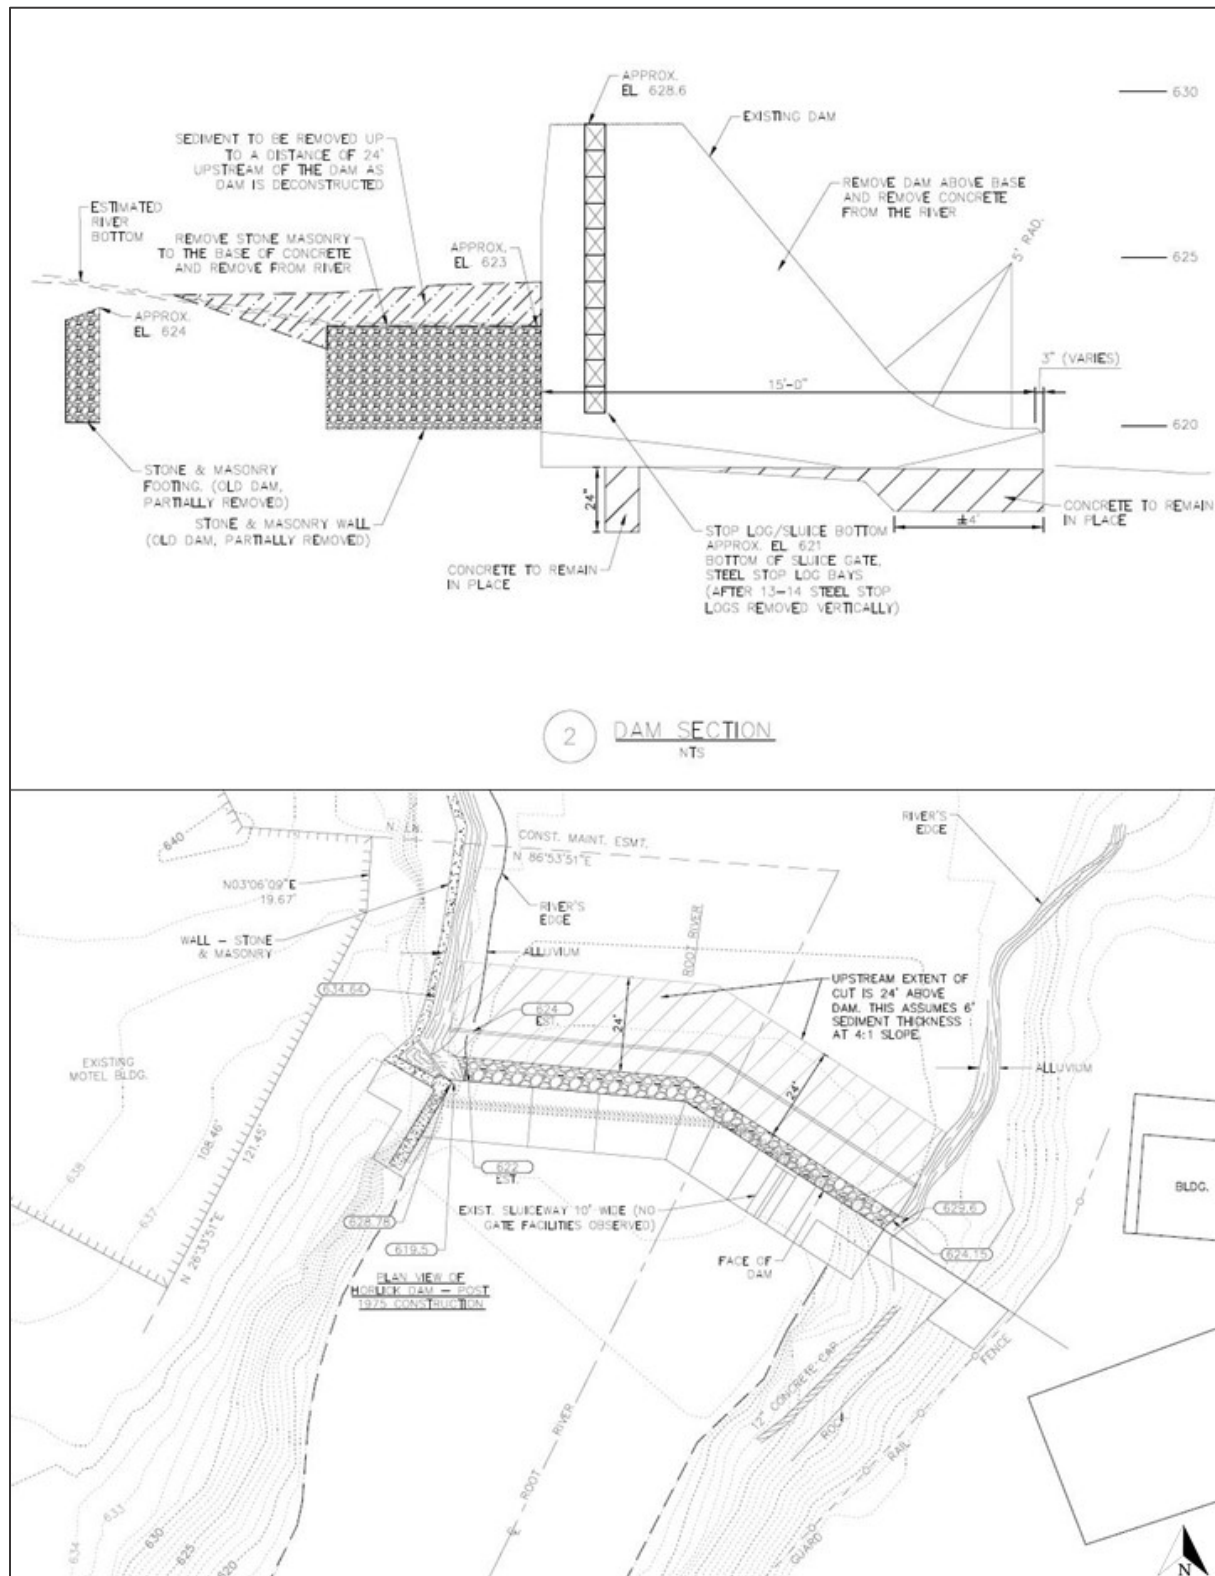 APPROX.
EL. 628.6
630
EXISTING DAM
SEDIMENT TO BE REMOVED UP
TO A DISTANCE OF 24'
UPSTREAM OF THE DAM AS
DAM IS DECONSTRUCTED
REMOVE DAM ABOVE BASE
AND REMOVE CONCRETE
FROM THE RIVER
ESTIMATED
RIVER
BOTTOM
REMOVE STONE MASONRY
TO THE BASE OF CONCRETE
AND REMOVE FROM RIVER
APPROX.
EL. 623
5' RAD.
625
APPROX.
EL. 624
3" (VARIES)
15'-0"
620
STONE & MASONRY
FOOTING. (OLD DAM,
PARTIALLY REMOVED)
STONE & MASONRY WALL
(OLD DAM, PARTIALLY REMOVED)
24"
CONCRETE TO REMAIN
IN PLACE
STOP LOG/SLUICE BOTTOM
APPROX. EL. 621
BOTTOM OF SLUICE GATE,
STEEL STOP LOG BAYS
(AFTER 13-14 STEEL STOP
LOGS REMOVED VERTICALLY)
±4'
CONCRETE TO REMAIN
IN PLACE
2
DAM SECTION
NTS
640
N. LN.
CONST. MAINT. ESMT.
N 86°53'51"E
RIVER'S
EDGE
N03°06'09"E
19.67'
RIVER'S
EDGE
ROOT RIVER
WALL - STONE
& MASONRY
ALLUVIUM
634.64
624
EST.
24'
UPSTREAM EXTENT OF
CUT IS 24' ABOVE
DAM. THIS ASSUMES 6'
SEDIMENT THICKNESS
AT 4:1 SLOPE.
EXISTING
MOTEL BLDG.
24'
ALLUVIUM
108.46'
121.45'
638
637
N 26°33'51"E
622
EST.
BLDG.
628.78
EXIST. SLUICEWAY 10' WIDE (NO
GATE FACILITIES OBSERVED)
629.6
619.5
FACE OF
DAM
624.15
PLAN VIEW OF
HORLICK DAM - POST
1975 CONSTRUCTION
FENCE
12" CONCRETE CAP
ROCK
RAIL
GUARD
ROOT
RIVER
634
633
630
625
620
N